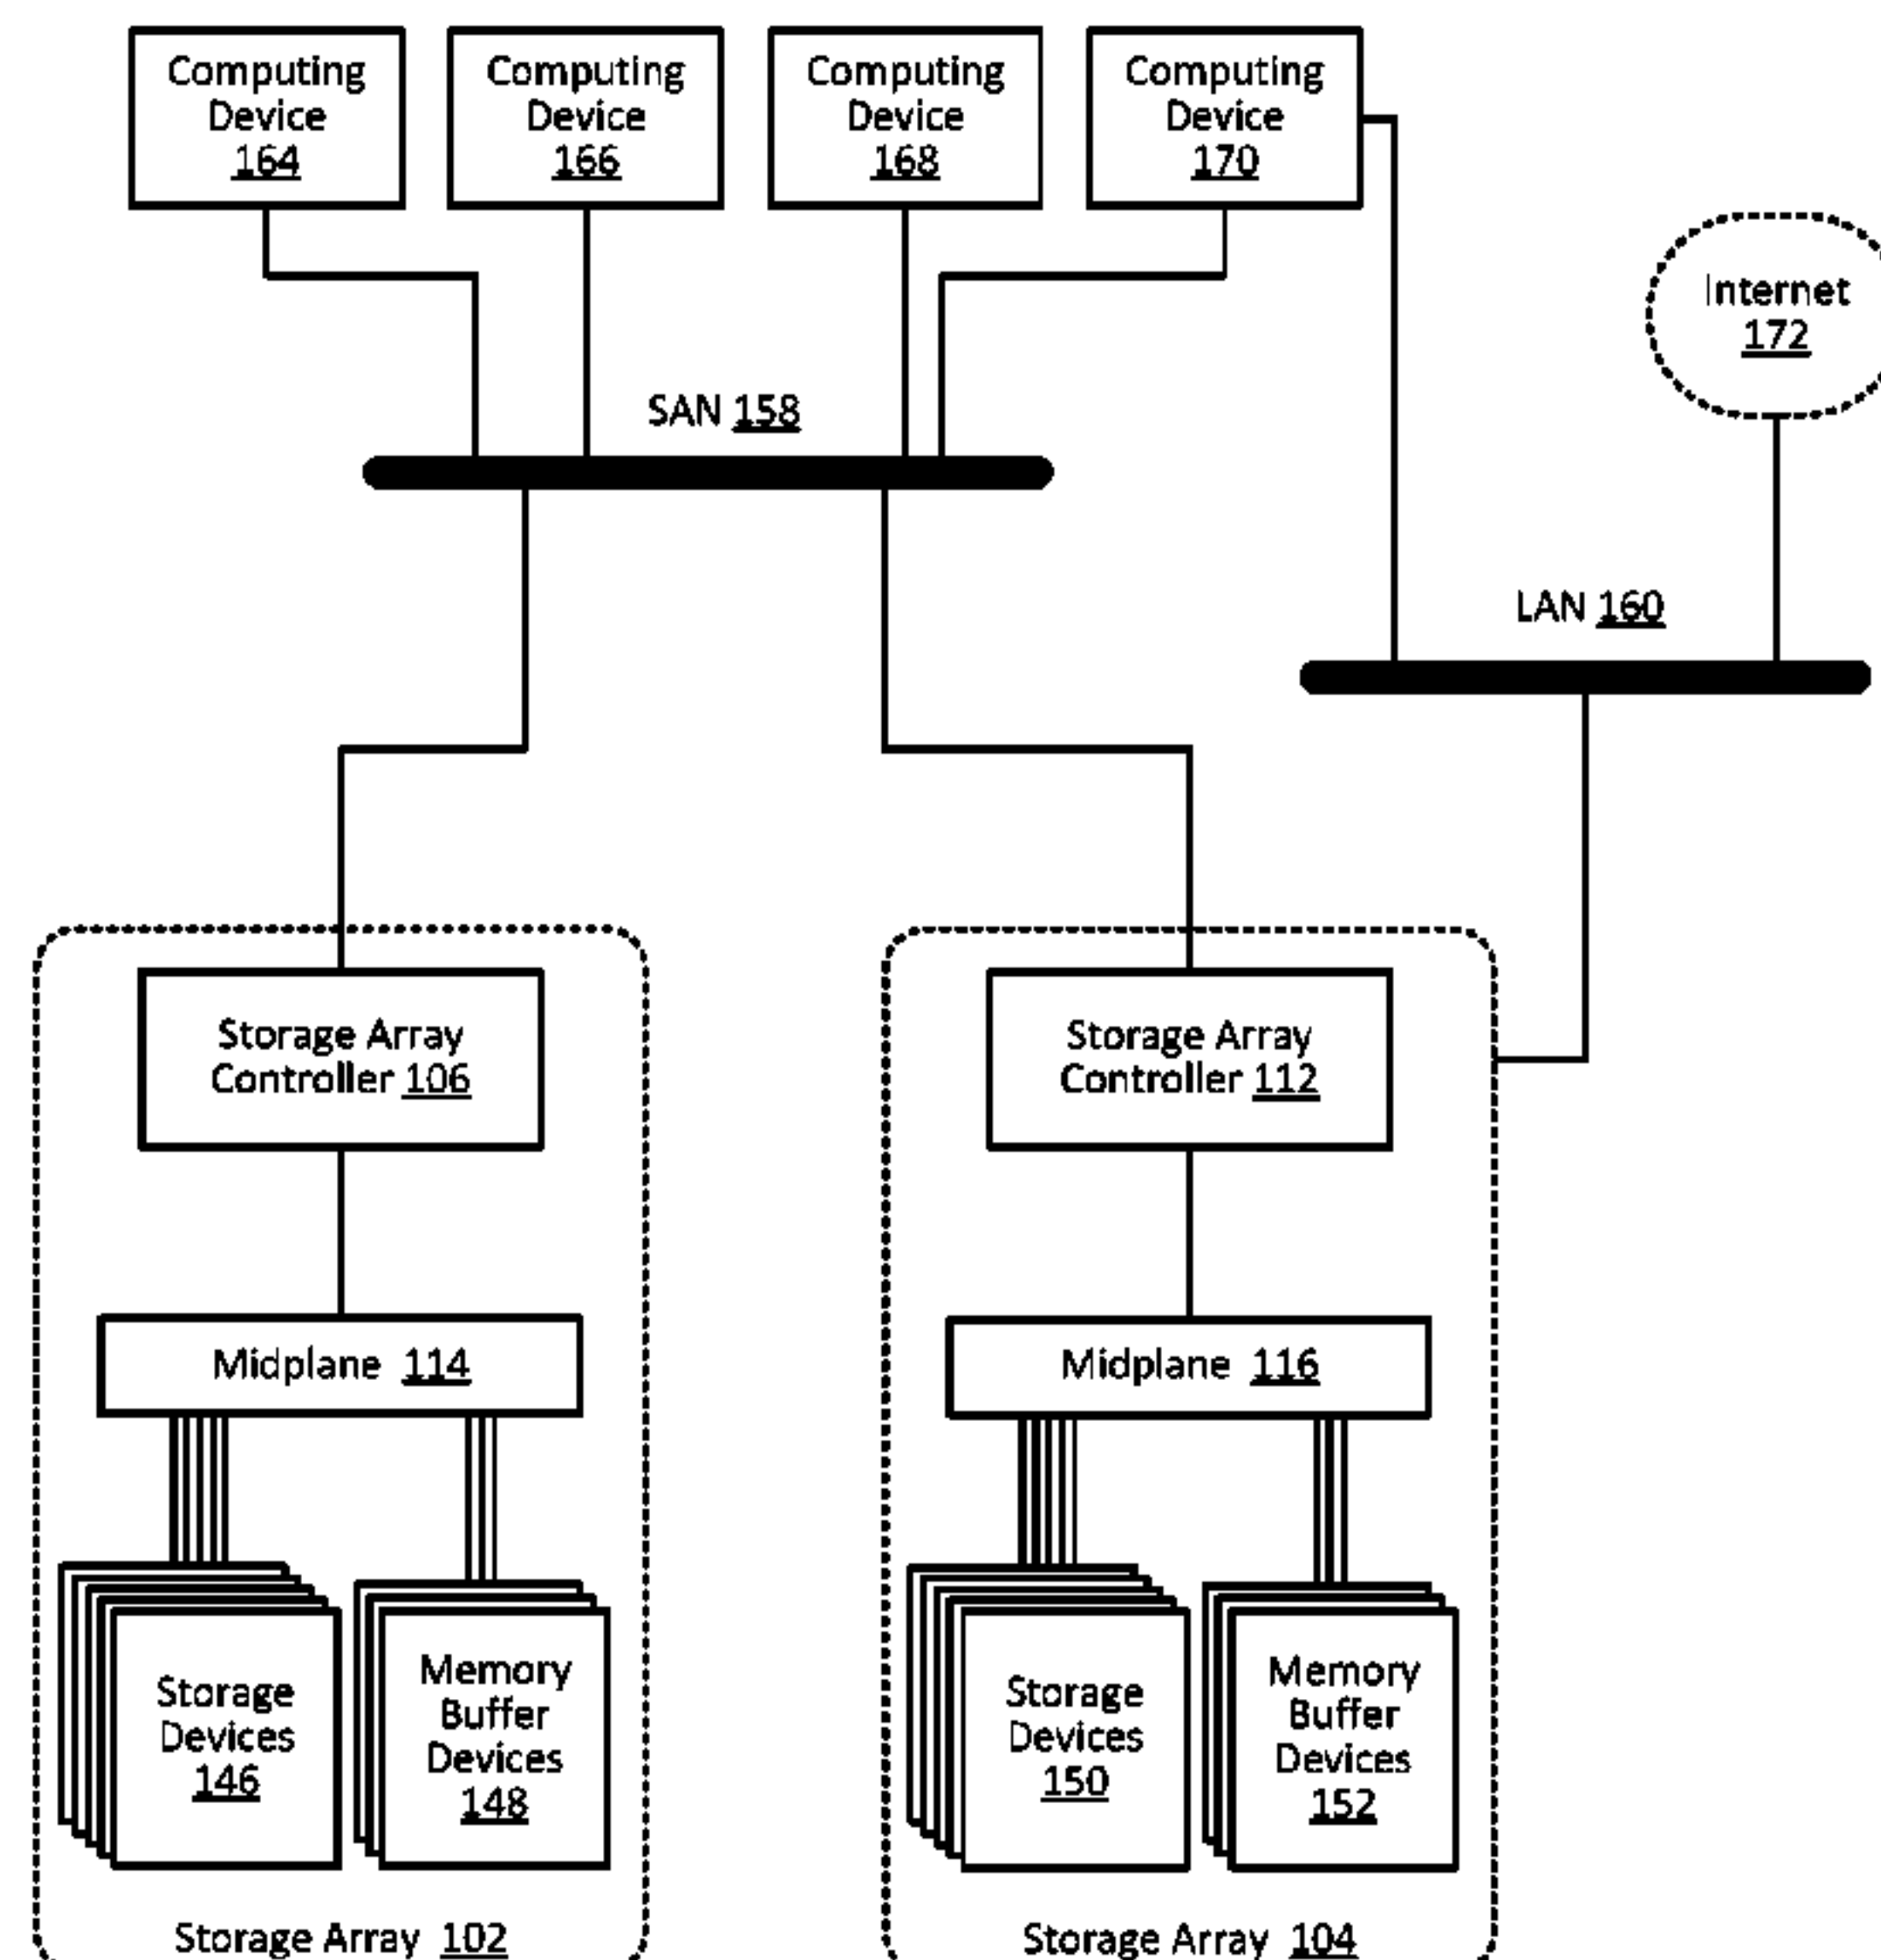 Computing
Device
164
Computing
Device
166
Computing
Device
168
Computing
Device
170
Internet
172
SAN 158
LAN 160
Storage Array
Controller 106
Storage Array
Controller 112
Midplane 114
Midplane 116
Storage
Devices
146
Memory
Buffer
Devices
148
Storage
Devices
150
Memory
Buffer
Devices
152
Storage Array 102
Storage Array 104